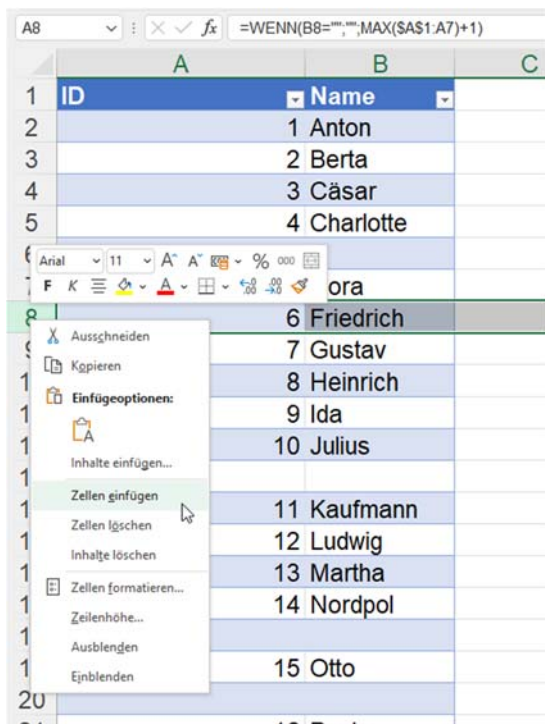 A8 fx =WENN(B8="";"";MAX($A$1:A7)+1)
A B C
1 ID Name
2 1 Anton
3 2 Berta
4 3 Cäsar
5 4 Charlotte
Arial 11 A A % 000
F K A ora
8 6 Friedrich
Ausschneiden 7 Gustav
Kopieren 8 Heinrich
Einfügeoptionen: 9 Ida
10 Julius
Inhalte einfügen...
Zellen einfügen 11 Kaufmann
Zellen löschen 12 Ludwig
Inhalte löschen 13 Martha
Zellen formatieren... 14 Nordpol
Zeilenhöhe...
Ausblenden
Einblenden 15 Otto
20